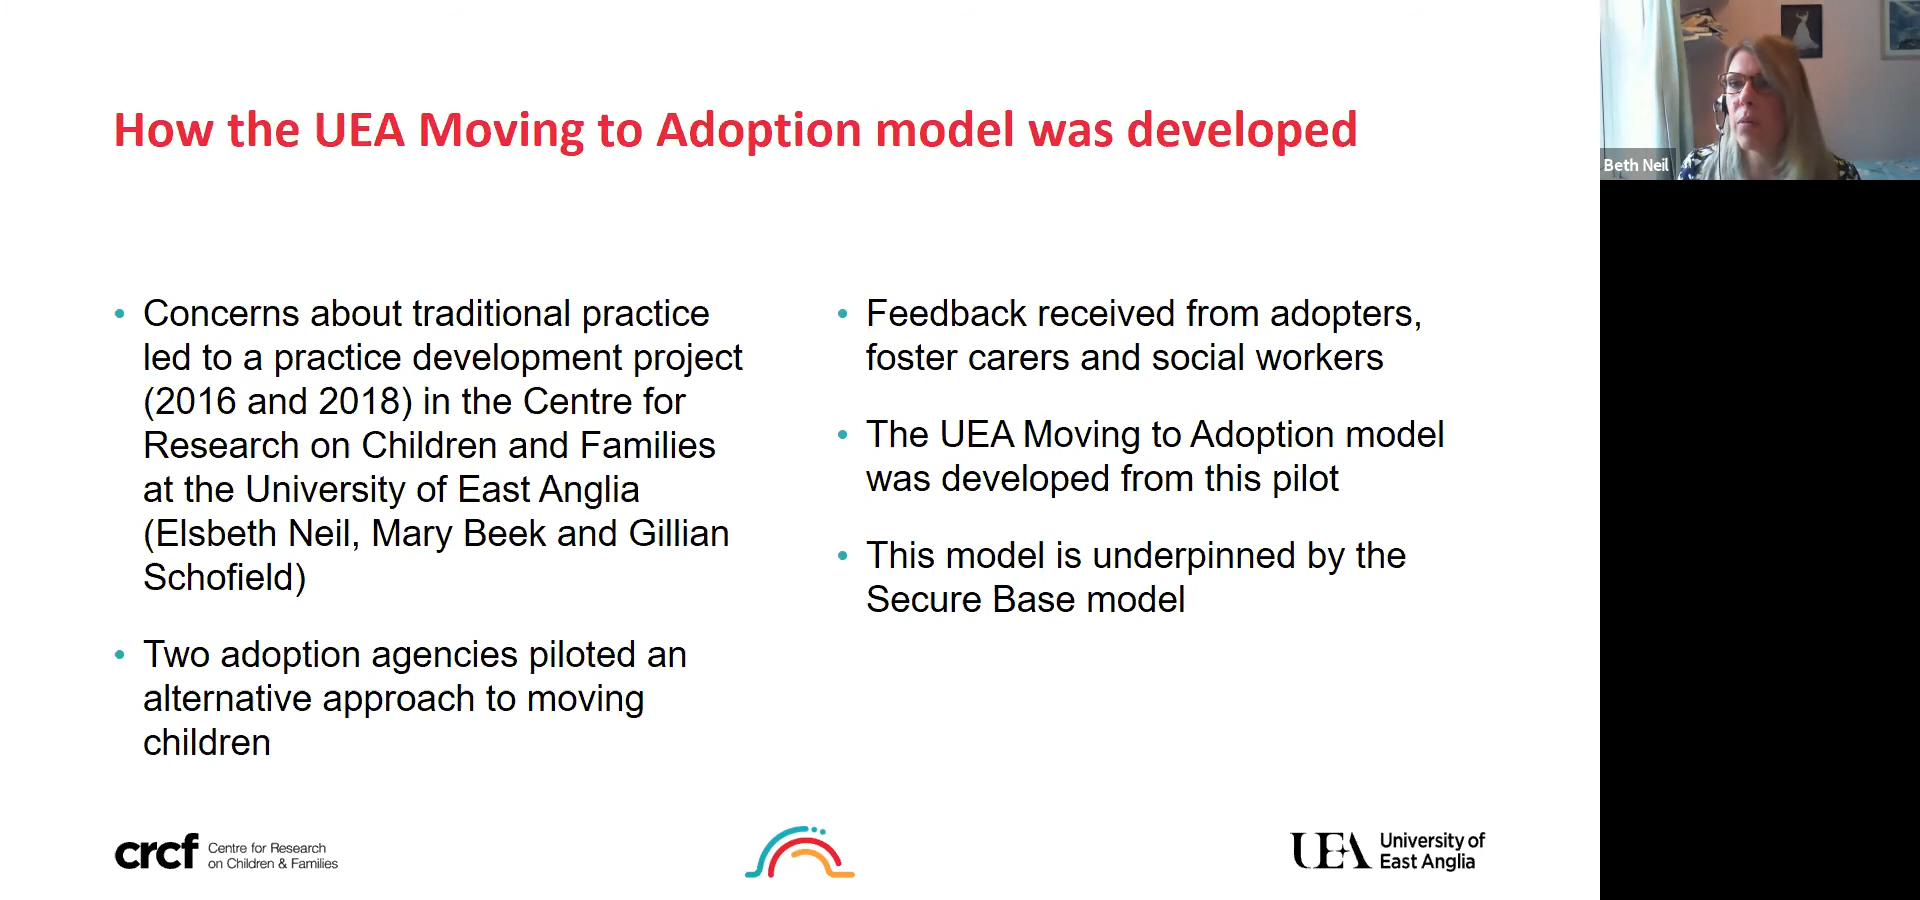 How the UEA Moving to Adoption model was developed
• Concerns about traditional practice
led to a practice development project
(2016 and 2018) in the Centre for
Research on Children and Families
at the University of East Anglia
(Elsbeth Neil, Mary Beek and Gillian
Schofield)
• Two adoption agencies piloted an
alternative approach to moving
children
• Feedback received from adopters,
foster carers and social workers
• The UEA Moving to Adoption model
was developed from this pilot
• This model is underpinned by the
Secure Base model
crcf Centre for Research
on Children & Families
UEA University of
East Anglia
Beth Neil